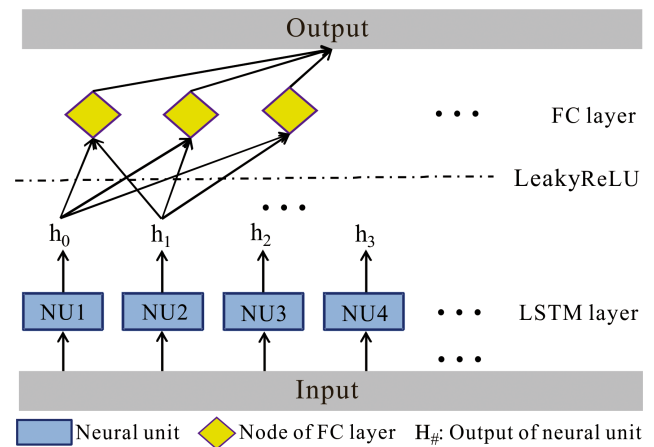 Output
FC layer
LeakyReLU
h0 h1 h2 h3
NU1 NU2 NU3 NU4 LSTM layer
Input
Neural unit Node of FC layer H#: Output of neural unit